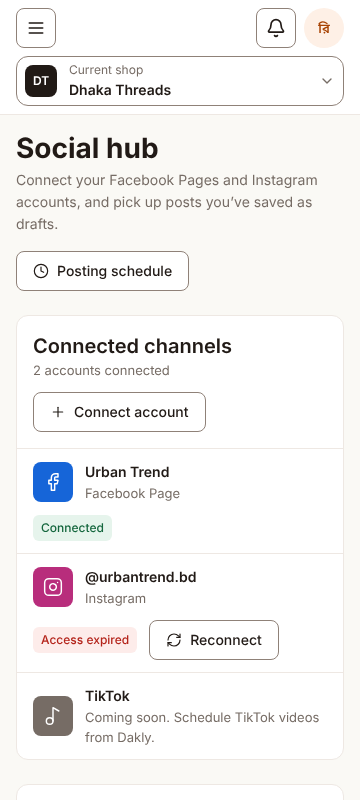 রি
Current shop
DT
Dhaka Threads
Social hub
Connect your Facebook Pages and Instagram
accounts, and pick up posts you’ve saved as
drafts.
Posting schedule
Connected channels
2 accounts connected
Connect account
Urban Trend
Facebook Page
Connected
@urbantrend.bd
Instagram
Access expired
Reconnect
TikTok
Coming soon. Schedule TikTok videos
from Dakly.